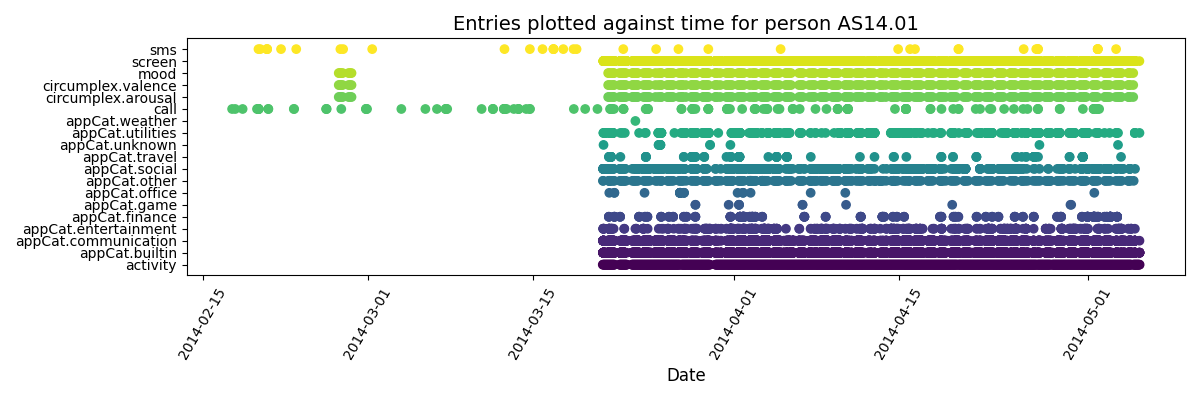 Entries plotted against time for person AS14.01
sms
screen
mood
circumplex.valence
circumplex.arousal
call
appCat.weather
appCat.utilities
appCat.unknown
appCat.travel
appCat.social
appCat.other
appCat.office
appCat.game
appCat.finance
appCat.entertainment
appCat.communication
appCat.builtin
activity
2014-02-15
2014-03-01
2014-03-15
2014-04-01
2014-04-15
2014-05-01
Date